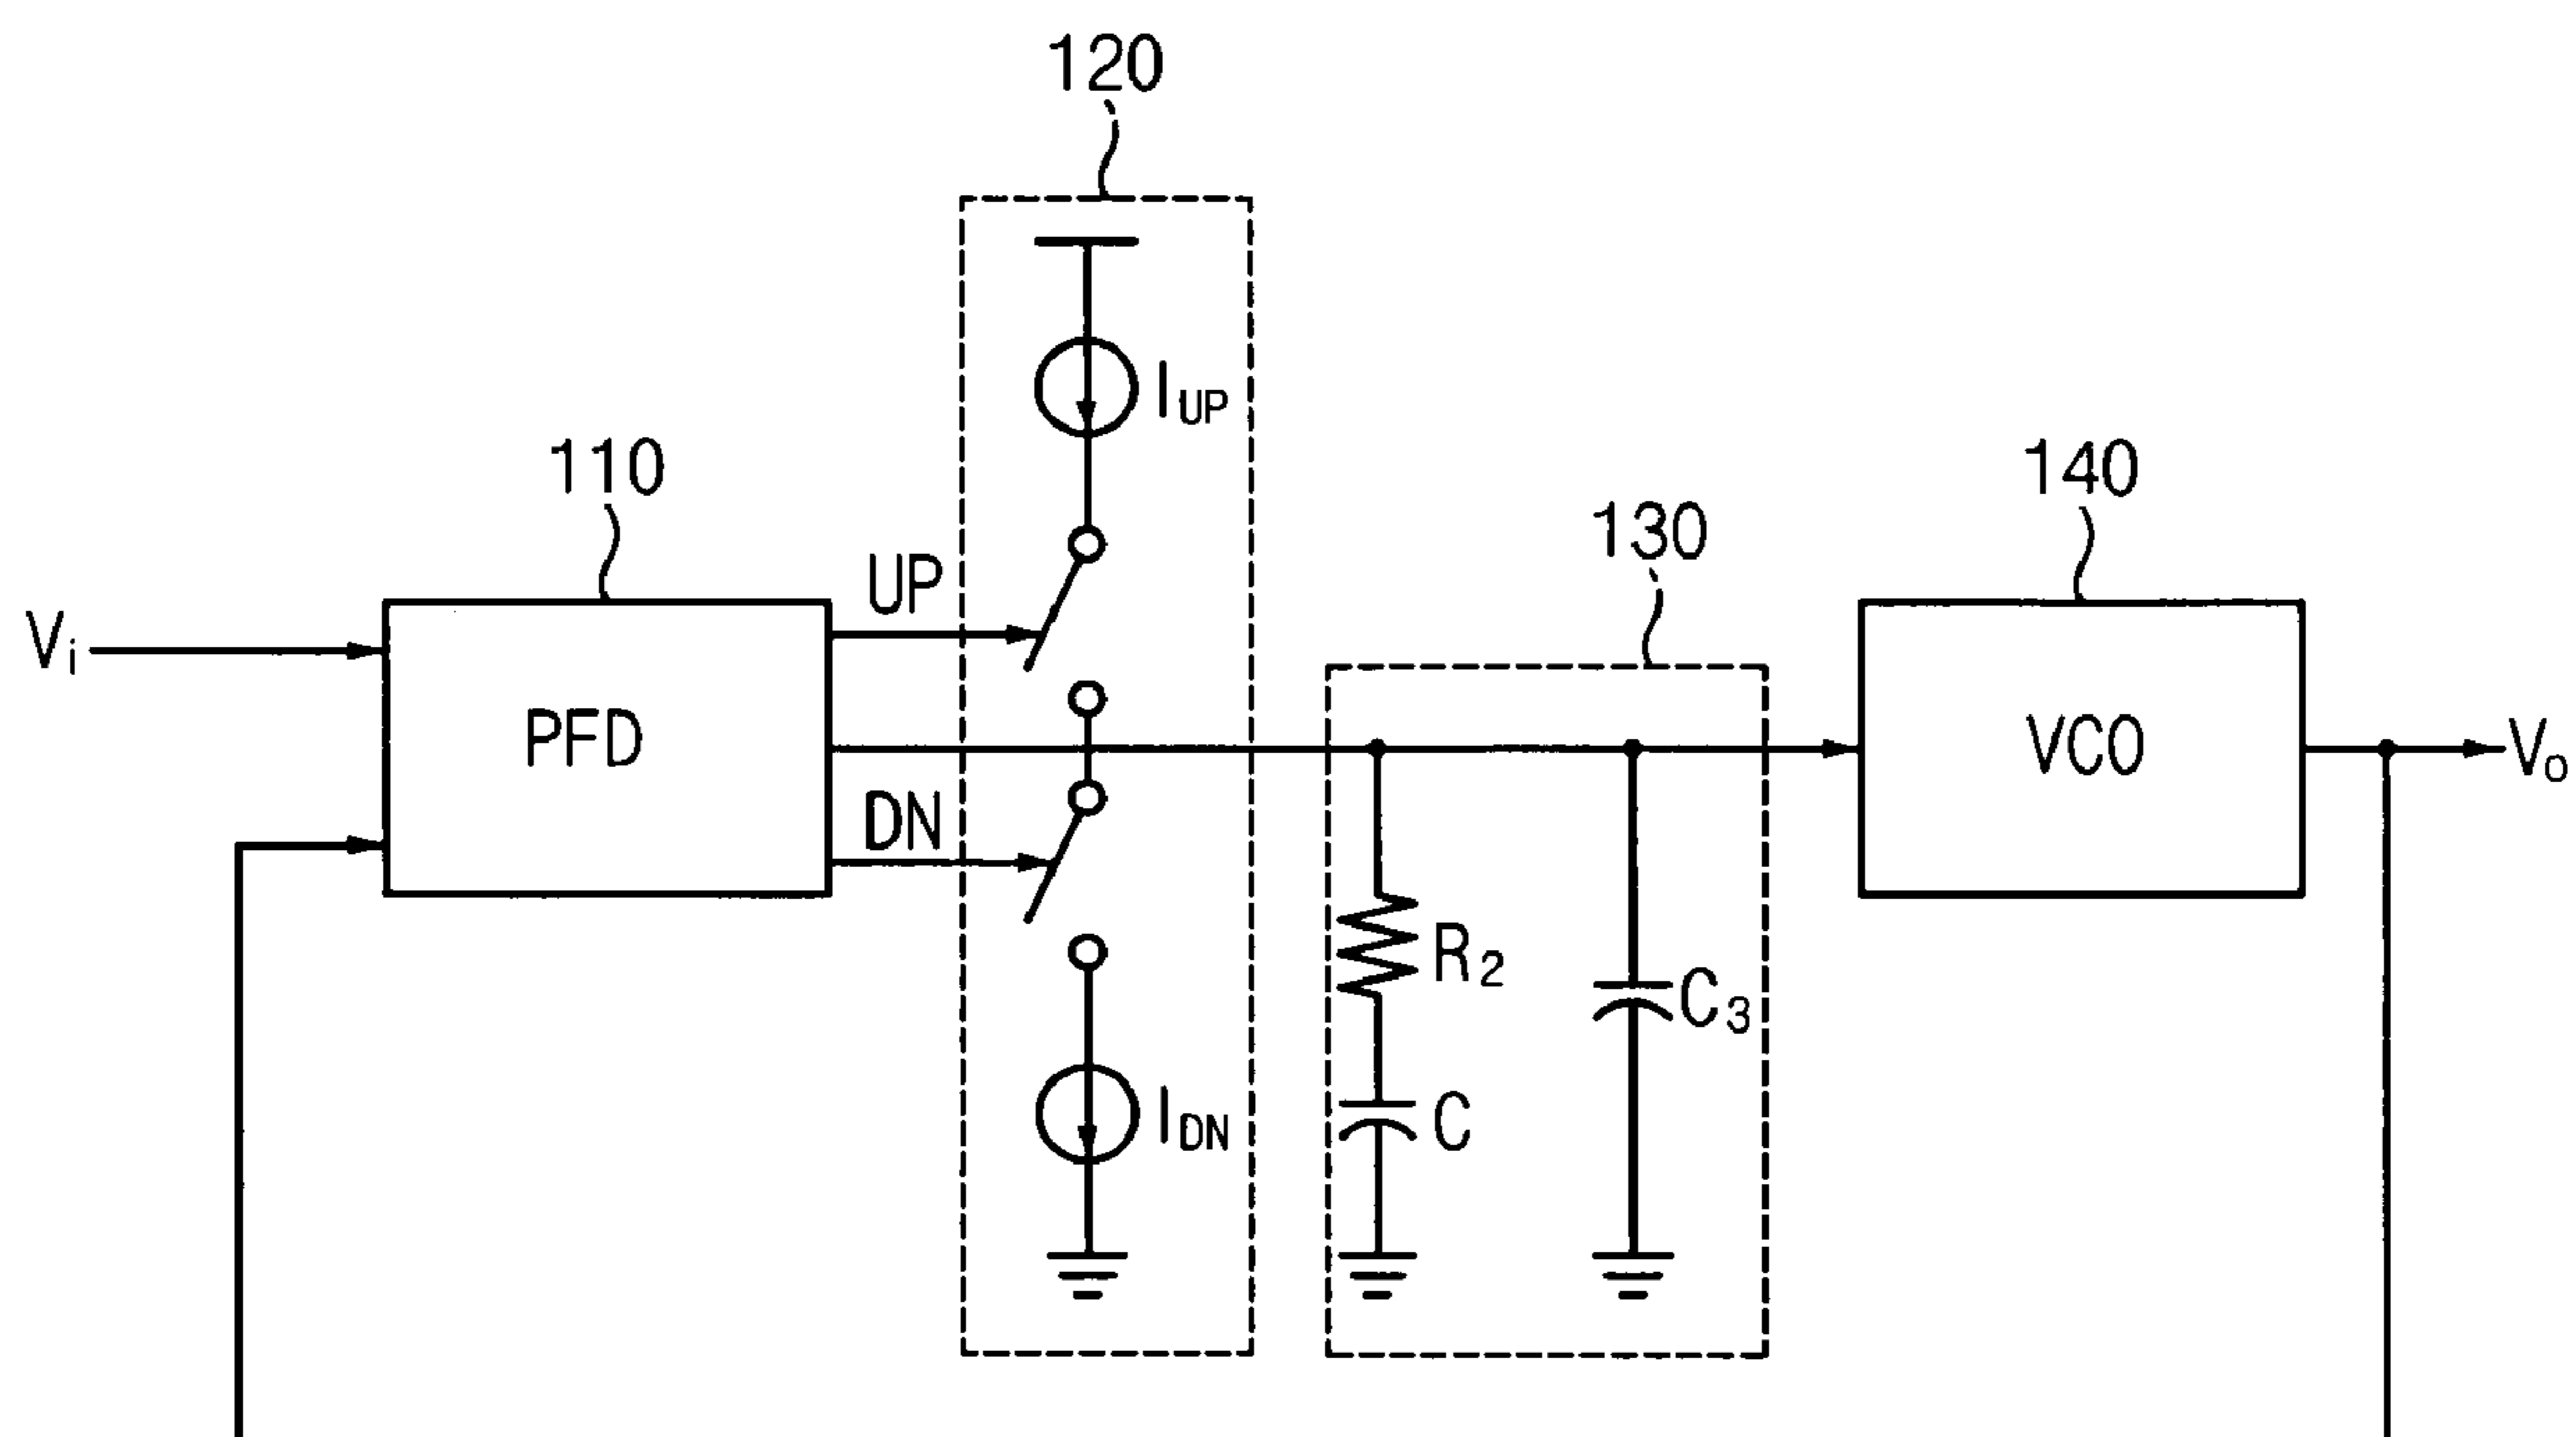 120
I_UP
110
140
130
UP
V_i
PFD
VCO
V_o
DN
R_2
C_3
C
I_DN